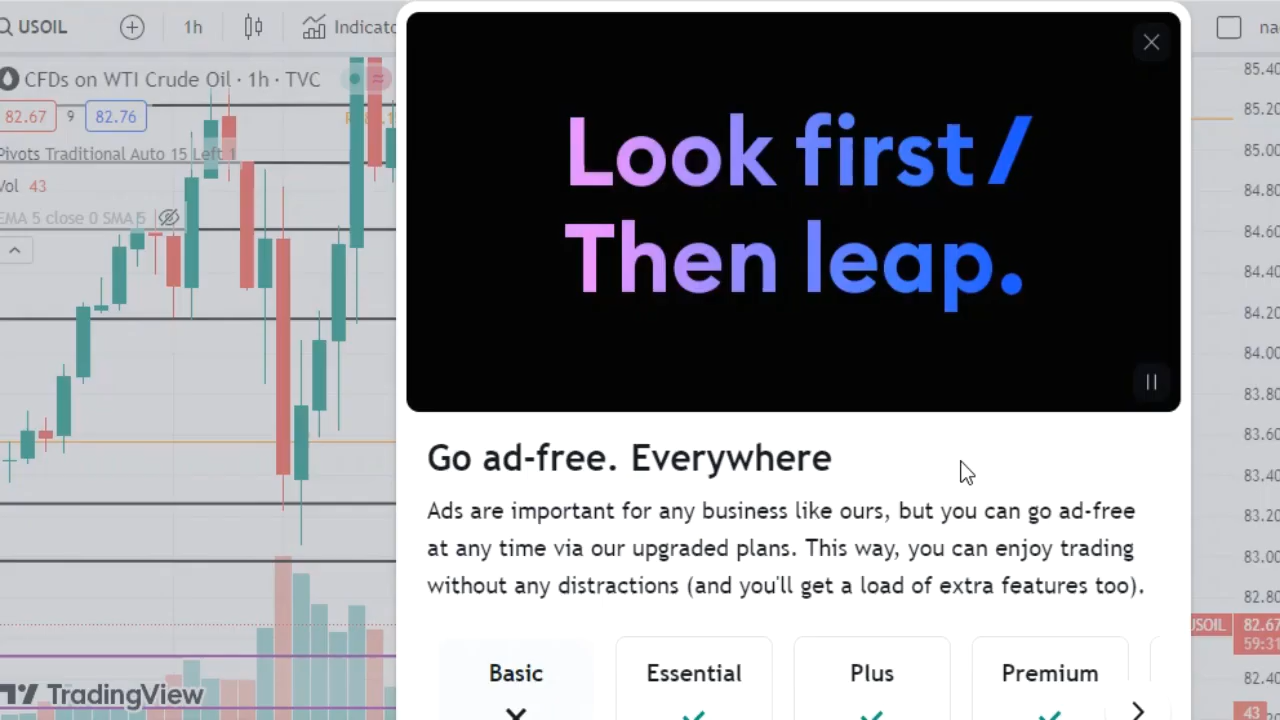 USOIL
1h
Indicato
CFDs on WTI Crude Oil · 1h · TVC
82.67 9 82.76
Pivots Traditional Auto 15 Left 1
Vol 43
EMA 5 close 0 SMA 5
TradingView
Look first /
Then leap.
Go ad-free. Everywhere
Ads are important for any business like ours, but you can go ad-free
at any time via our upgraded plans. This way, you can enjoy trading
without any distractions (and you'll get a load of extra features too).
Basic Essential Plus Premium
na
85.40
85.20
85.00
84.80
84.60
84.40
84.20
84.00
83.80
83.60
83.40
83.20
83.00
82.80
USOIL 82.67
59:31
82.40
43